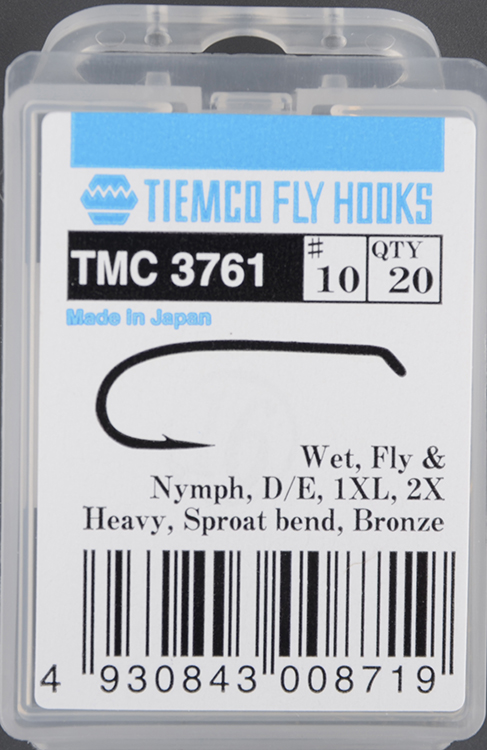 TIEMCO FLY HOOKS
TMC 3761 # 10 QTY 20
Made in Japan
Wet, Fly &
Nymph, D/E, 1XL, 2X
Heavy, Sproat bend, Bronze
4 930843 008719